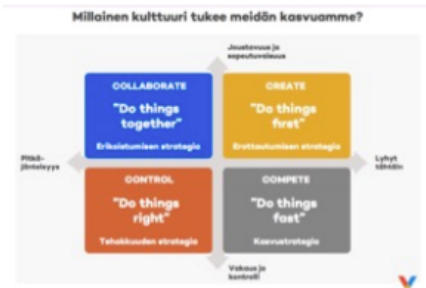 Millainen kulttuuri tukee meidän kasvuamme?
Joustavuus ja
sopeutuvaisuus
COLLABORATE
"Do things
together"
Erikoistumisen strategia
CREATE
"Do things
first"
Erottautumisen strategia
Pitkä-
jänteisyys
Lyhyt
tähtäin
CONTROL
"Do things
right"
Tehokkuuden strategia
COMPETE
"Do things
fast"
Kasvustrategia
Vakaus ja
kontrolli